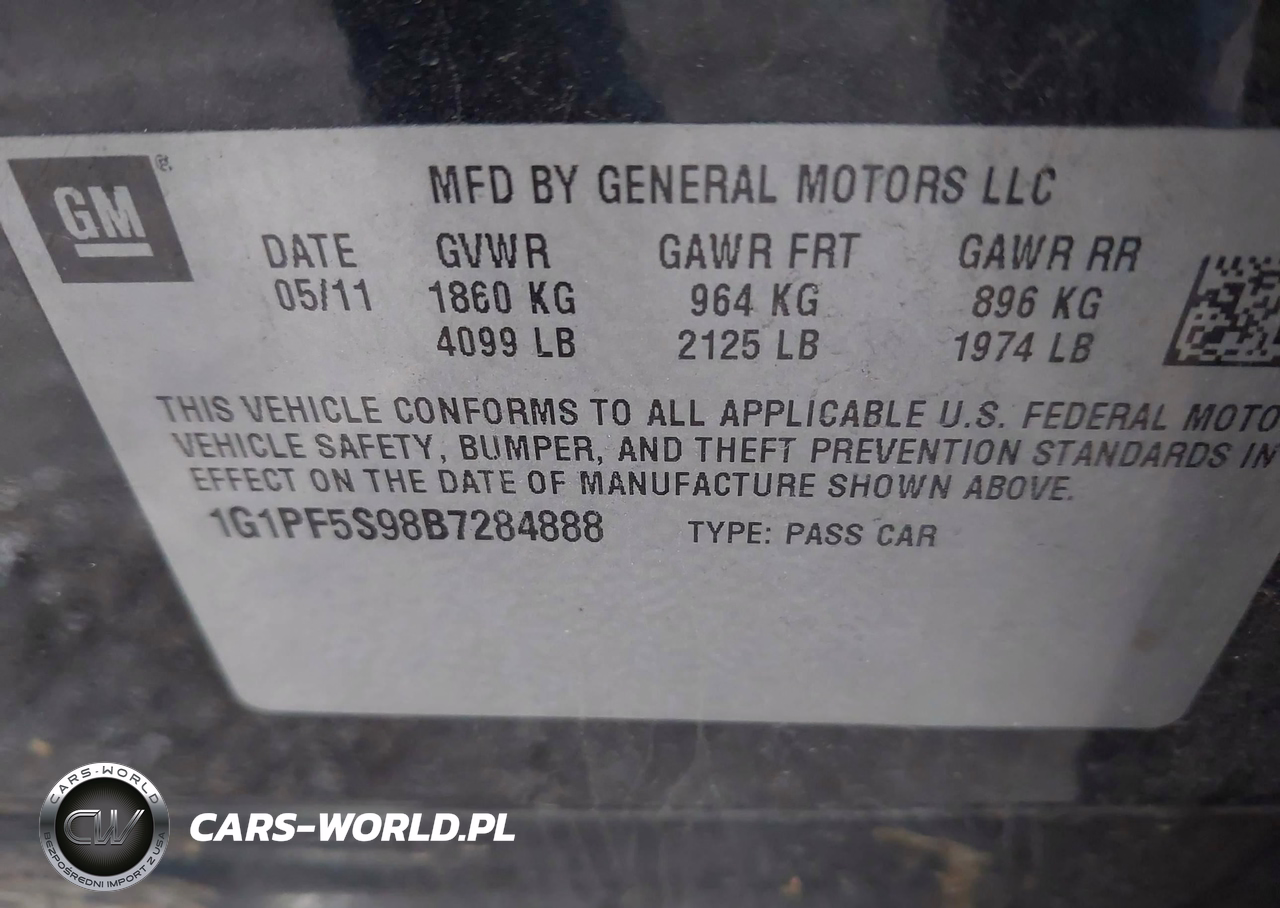 GM
®
MFD BY GENERAL MOTORS LLC
DATE GVWR GAWR FRT GAWR RR
05/11 1860 KG 964 KG 896 KG
4099 LB 2125 LB 1974 LB
THIS VEHICLE CONFORMS TO ALL APPLICABLE U.S. FEDERAL MOTO
VEHICLE SAFETY, BUMPER, AND THEFT PREVENTION STANDARDS IN
EFFECT ON THE DATE OF MANUFACTURE SHOWN ABOVE.
1G1PF5S98B7284888 TYPE: PASS CAR
CARS-WORLD
CW
BEZPOŚREDNI IMPORT Z USA
CARS-WORLD.PL